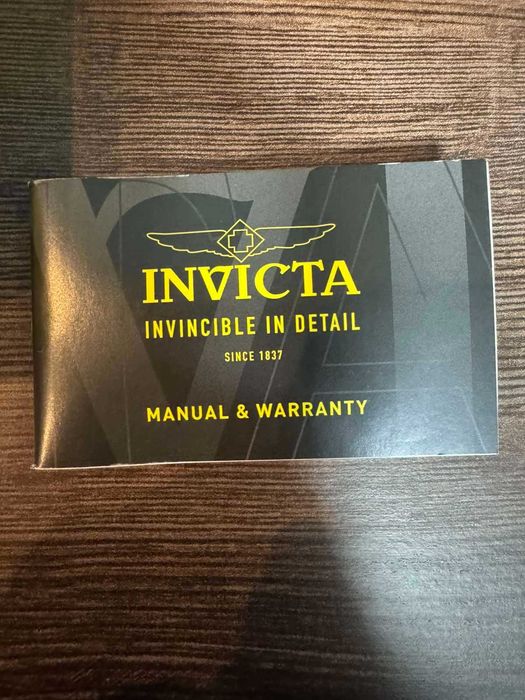 INVICTA
INVINCIBLE IN DETAIL
SINCE 1837
MANUAL & WARRANTY